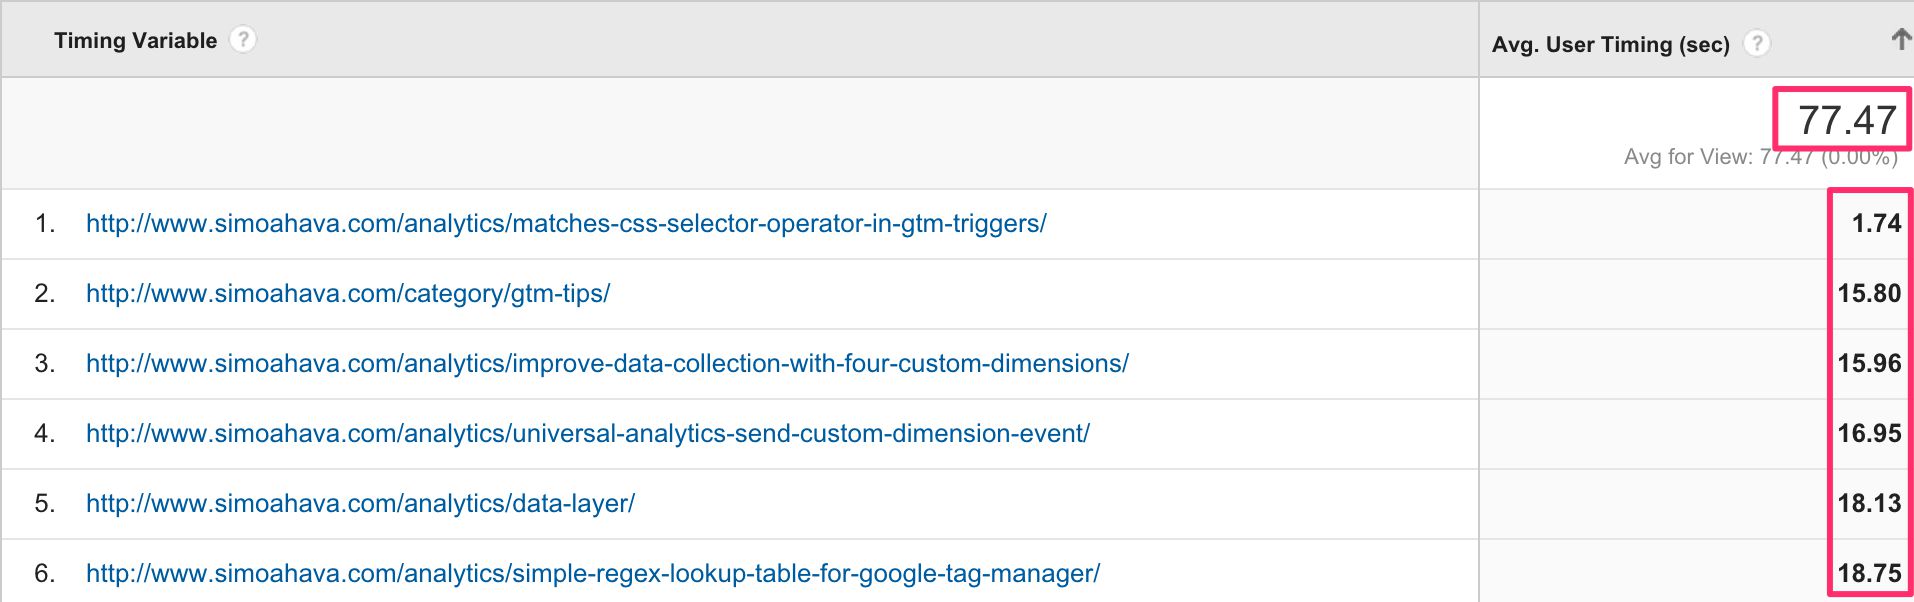 Timing Variable ? Avg. User Timing (sec) ?
77.47
Avg for View: 77.47 (0.00%)
1. http://www.simoahava.com/analytics/matches-css-selector-operator-in-gtm-triggers/ 1.74
2. http://www.simoahava.com/category/gtm-tips/ 15.80
3. http://www.simoahava.com/analytics/improve-data-collection-with-four-custom-dimensions/ 15.96
4. http://www.simoahava.com/analytics/universal-analytics-send-custom-dimension-event/ 16.95
5. http://www.simoahava.com/analytics/data-layer/ 18.13
6. http://www.simoahava.com/analytics/simple-regex-lookup-table-for-google-tag-manager/ 18.75